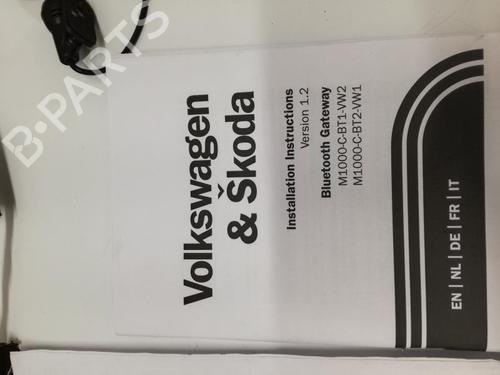 Volkswagen
& Škoda
Installation Instructions
Version 1.2
Bluetooth Gateway
M1000-C-BT1-VW2
M1000-C-BT2-VW1
EN | NL | DE | FR | IT
B-PARTS